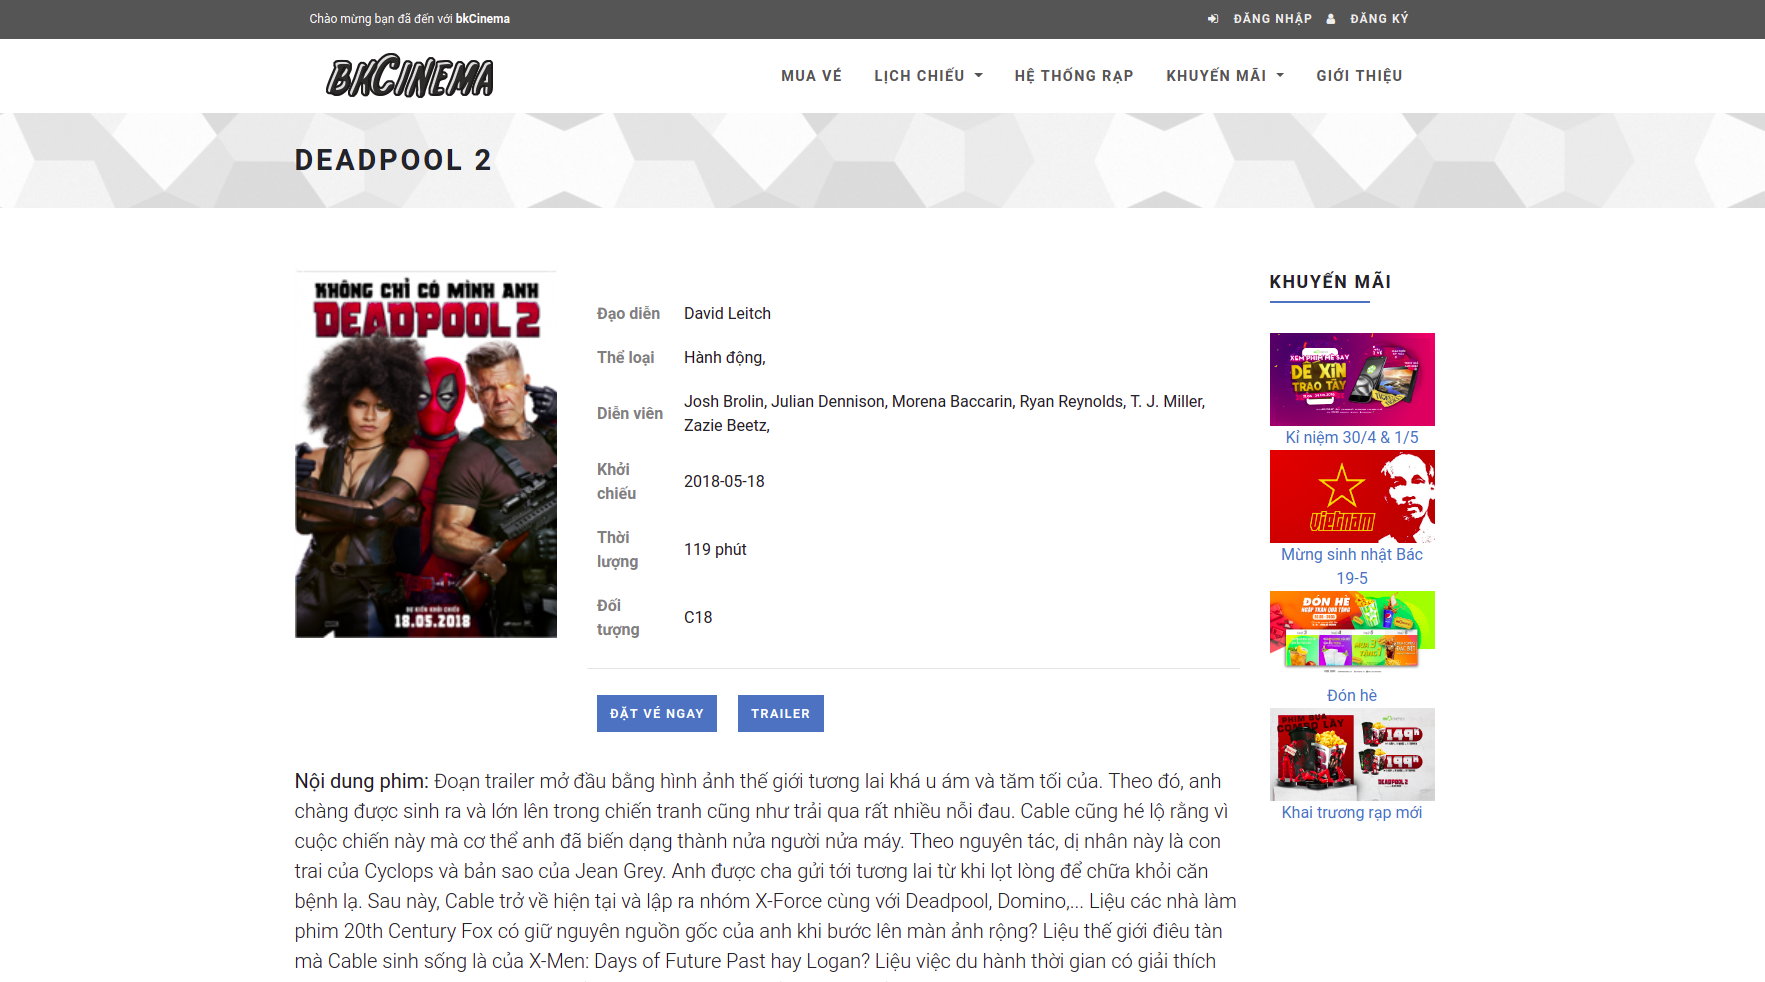 Chào mừng bạn đã đến với bkCinema
ĐĂNG NHẬP ĐĂNG KÝ
BKCINEMA
MUA VÉ LỊCH CHIẾU HỆ THỐNG RẠP KHUYẾN MÃI GIỚI THIỆU
DEADPOOL 2
KHÔNG CHỈ CÓ MÌNH ANH
DEADPOOL 2
DỰ KIẾN KHỞI CHIẾU
18.05.2018
Đạo diễn David Leitch
Thể loại Hành động,
Diễn viên Josh Brolin, Julian Dennison, Morena Baccarin, Ryan Reynolds, T. J. Miller,
Zazie Beetz,
Khởi
chiếu 2018-05-18
Thời
lượng 119 phút
Đối
tượng C18
ĐẶT VÉ NGAY TRAILER
KHUYẾN MÃI
XEM PHIM MÊ SAY
DẾ XỊN
TRAO TAY
Kỉ niệm 30/4 & 1/5
Vietnam
Mừng sinh nhật Bác
19-5
ĐÓN HÈ
Đón hè
149K
199K
DEADPOOL 2
Khai trương rạp mới
Nội dung phim: Đoạn trailer mở đầu bằng hình ảnh thế giới tương lai khá u ám và tăm tối của. Theo đó, anh
chàng được sinh ra và lớn lên trong chiến tranh cũng như trải qua rất nhiều nỗi đau. Cable cũng hé lộ rằng vì
cuộc chiến này mà cơ thể anh đã biến dạng thành nửa người nửa máy. Theo nguyên tác, dị nhân này là con
trai của Cyclops và bản sao của Jean Grey. Anh được cha gửi tới tương lai từ khi lọt lòng để chữa khỏi căn
bệnh lạ. Sau này, Cable trở về hiện tại và lập ra nhóm X-Force cùng với Deadpool, Domino,... Liệu các nhà làm
phim 20th Century Fox có giữ nguyên nguồn gốc của anh khi bước lên màn ảnh rộng? Liệu thế giới điêu tàn
mà Cable sinh sống là của X-Men: Days of Future Past hay Logan? Liệu việc du hành thời gian có giải thích